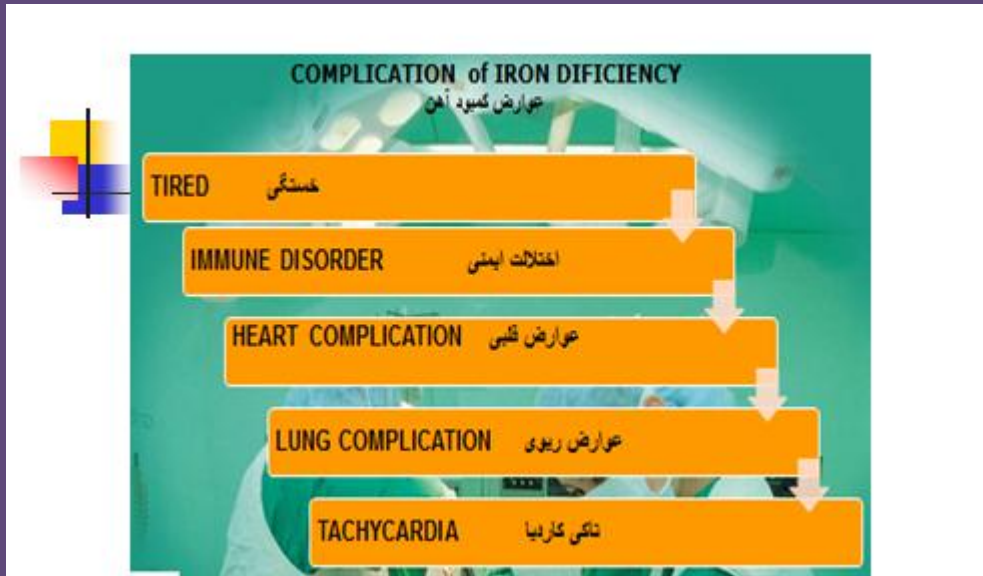 COMPLICATION of IRON DIFICIENCY
عوارض کمبود آهن
TIRED خستگی
IMMUNE DISORDER اختلالت ایمنی
HEART COMPLICATION عوارض قلبی
LUNG COMPLICATION عوارض ریوی
TACHYCARDIA تاکی کاردیا